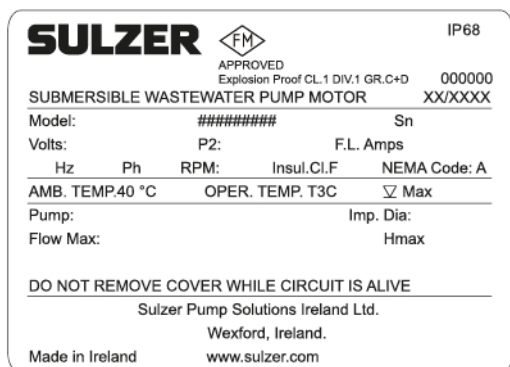 SULZER FM IP68
APPROVED
Explosion Proof CL.1 DIV.1 GR.C+D 000000
SUBMERSIBLE WASTEWATER PUMP MOTOR XX/XXXX
Model: ######### Sn
Volts: P2: F.L. Amps
Hz Ph RPM: Insul.Cl.F NEMA Code: A
AMB. TEMP.40 °C OPER. TEMP. T3C Max
Pump: Imp. Dia:
Flow Max: Hmax
DO NOT REMOVE COVER WHILE CIRCUIT IS ALIVE
Sulzer Pump Solutions Ireland Ltd.
Wexford, Ireland.
Made in Ireland www.sulzer.com